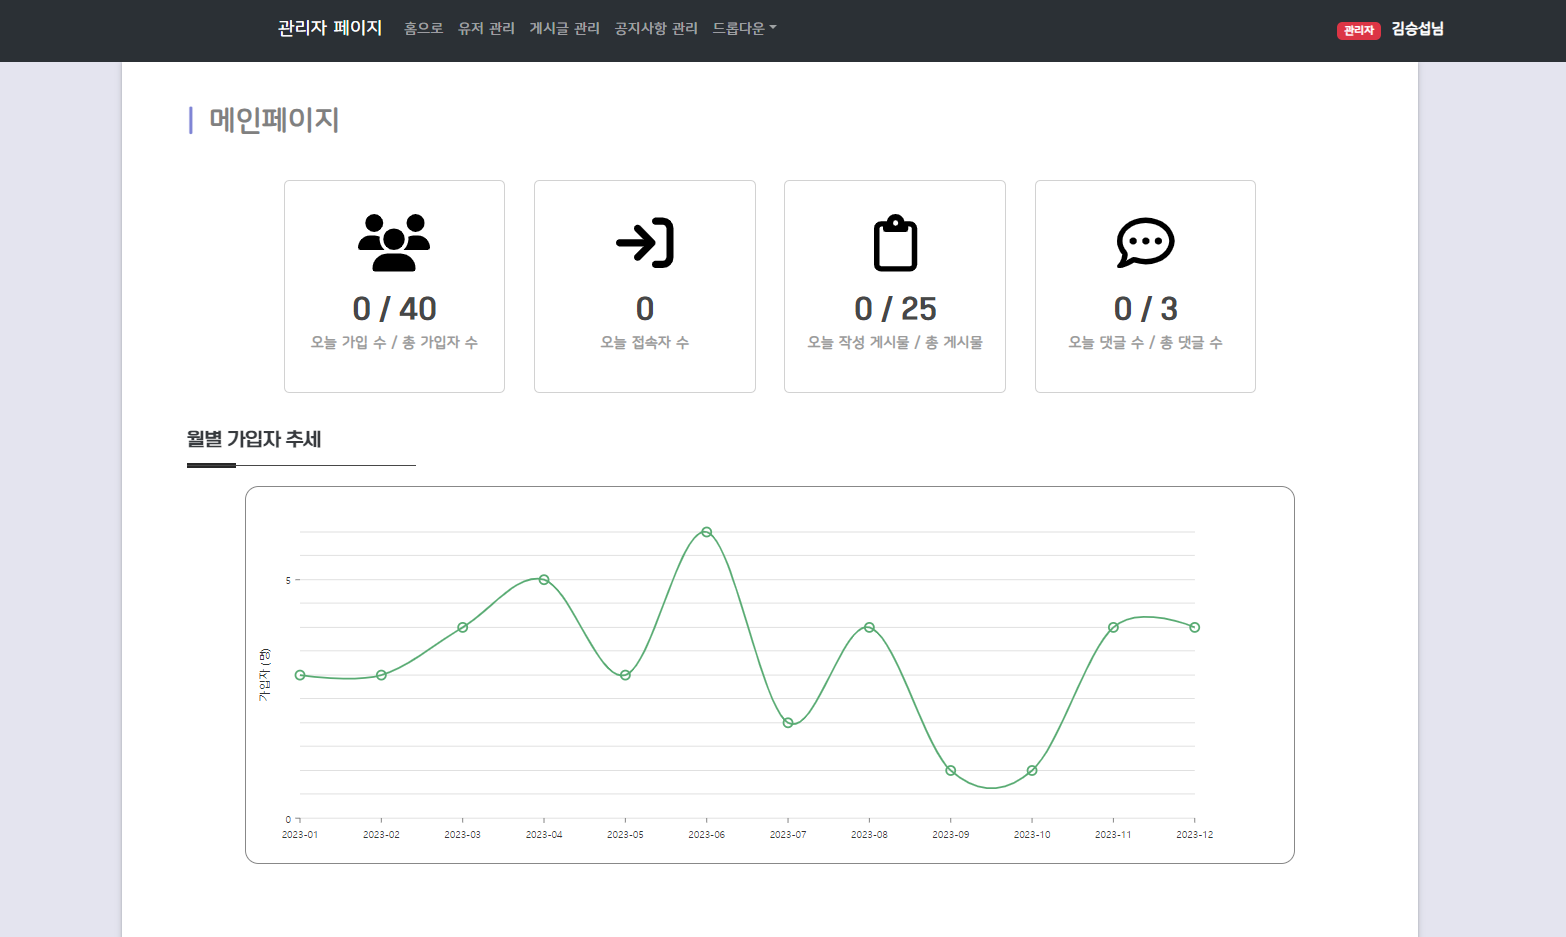 관리자 페이지 홈으로 유저 관리 게시글 관리 공지사항 관리 드롭다운 관리자 김승섭님
메인페이지
0 / 40
오늘 가입 수 / 총 가입자 수
0
오늘 접속자 수
0 / 25
오늘 작성 게시물 / 총 게시물
0 / 3
오늘 댓글 수 / 총 댓글 수
월별 가입자 추세
가입자 (명)
5
0
2023-01 2023-02 2023-03 2023-04 2023-05 2023-06 2023-07 2023-08 2023-09 2023-10 2023-11 2023-12